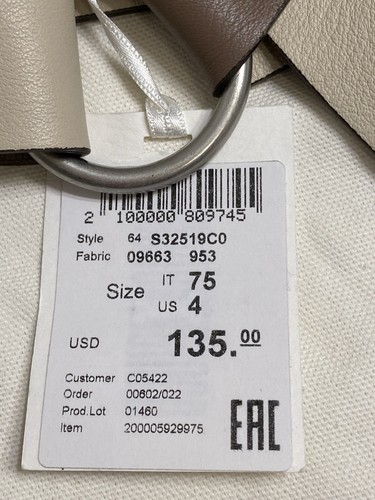 2 100000 809745
Style 64 S32519C0
Fabric 09663 953
Size IT 75
US 4
USD 135.00
Customer C05422
Order 00602/022
Prod.Lot 01460
Item 200005929975
EAC